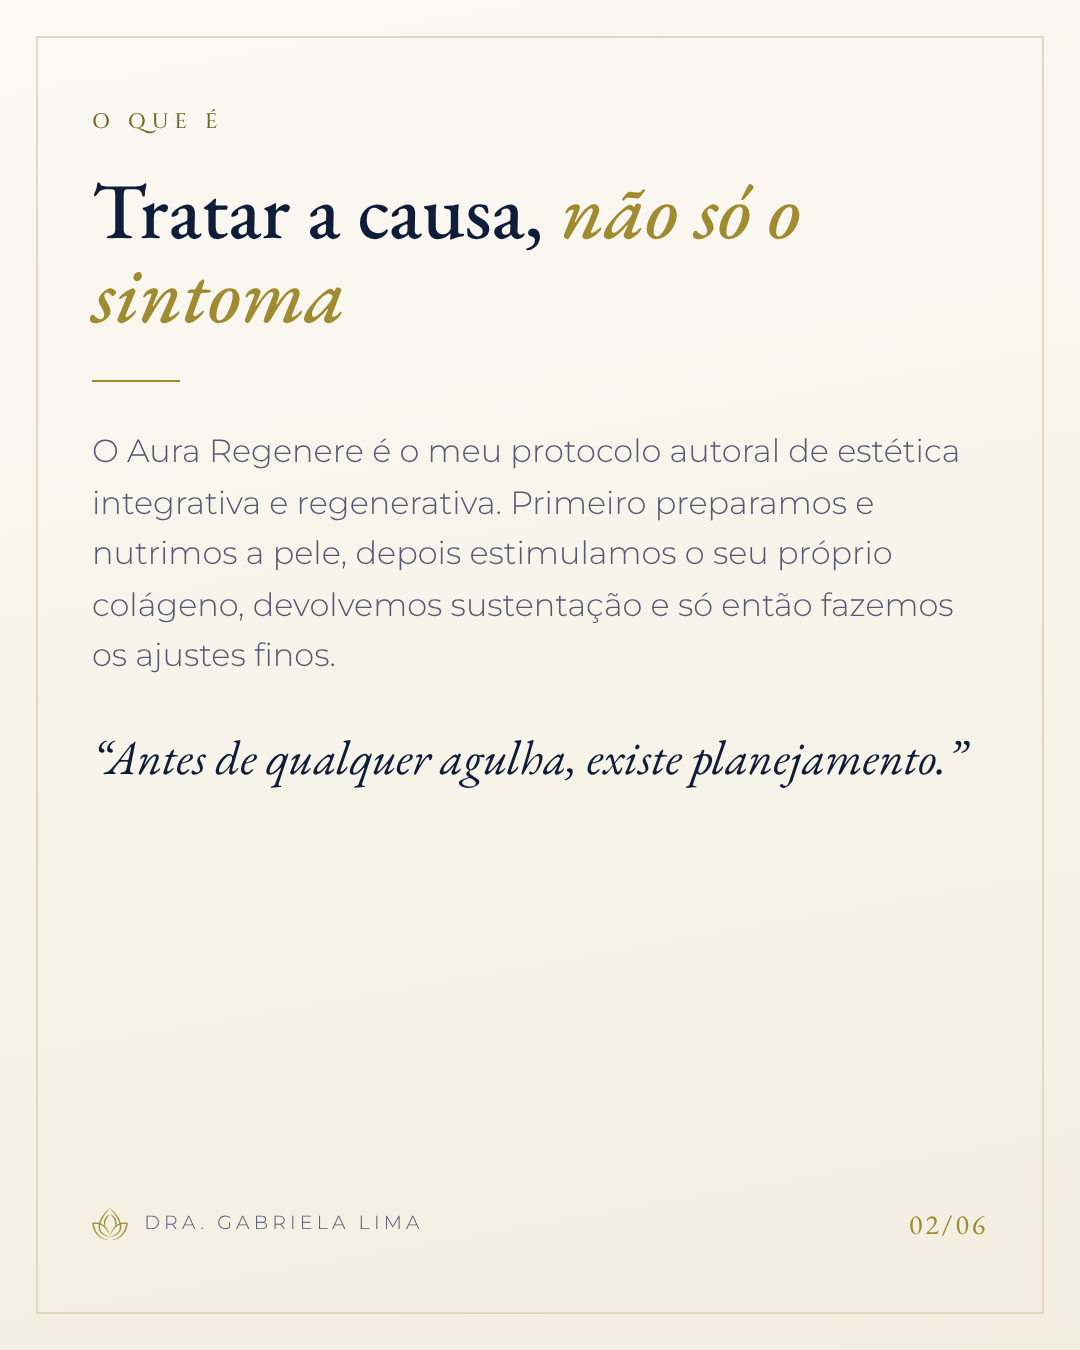 O QUE É
Tratar a causa, não só o
sintoma
O Aura Regenere é o meu protocolo autoral de estética
integrativa e regenerativa. Primeiro preparamos e
nutrimos a pele, depois estimulamos o seu próprio
colágeno, devolvemos sustentação e só então fazemos
os ajustes finos.
“Antes de qualquer agulha, existe planejamento.”
DRA. GABRIELA LIMA
02/06